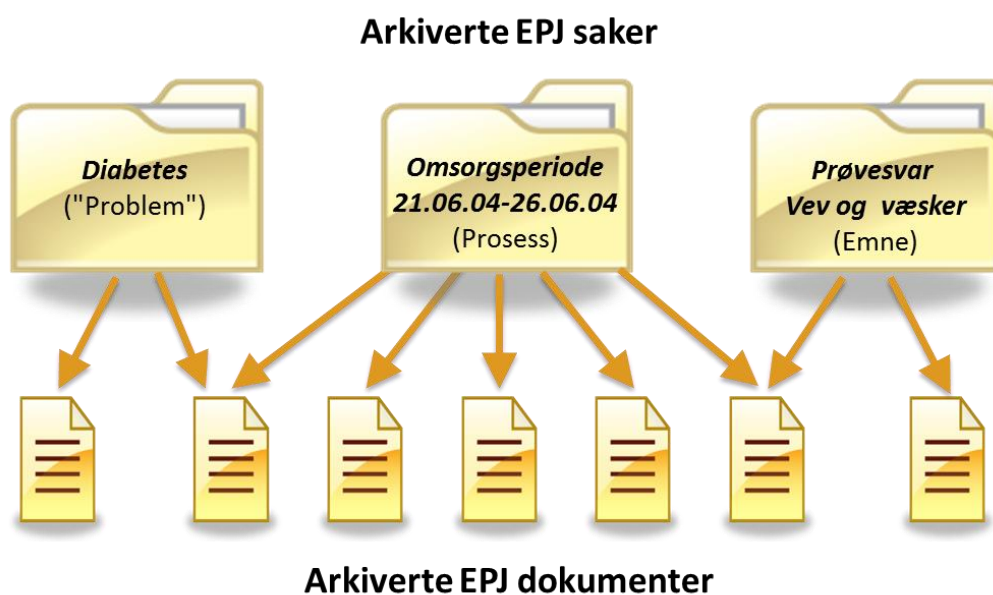 Arkiverte EPJ saker
Diabetes
("Problem")
Omsorgsperiode
21.06.04-26.06.04
(Prosess)
Prøvesvar
Vev og væsker
(Emne)
Arkiverte EPJ dokumenter